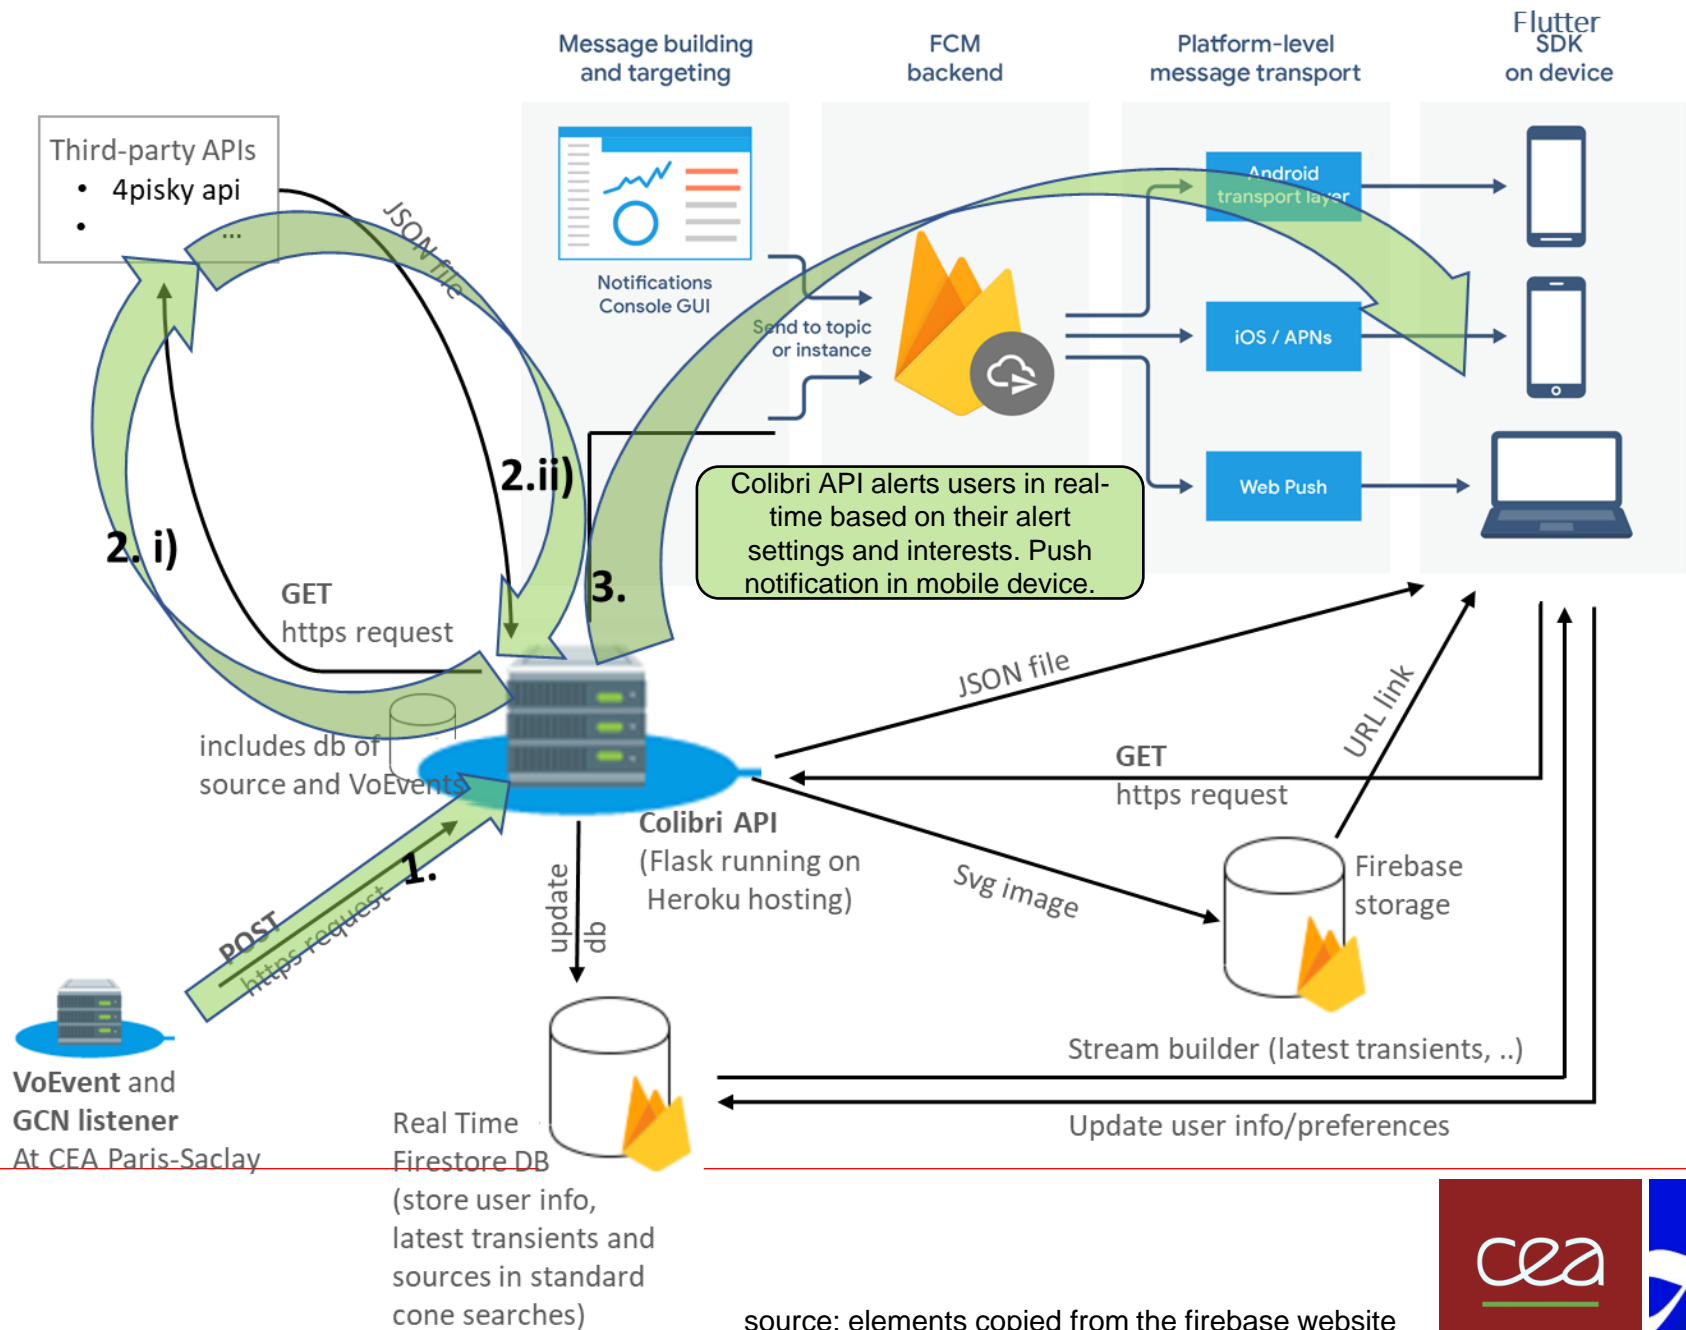 Flutter
Message building
and targeting
FCM
backend
Platform-level
message transport
SDK
on device
Third-party APIs
• 4pisky api
• ...
JSON file
Notifications
Console GUI
Send to topic
or instance
Android
transport layer
iOS / APNs
Web Push
2.ii)
2. i)
3.
Colibri API alerts users in real-
time based on their alert
settings and interests. Push
notification in mobile device.
GET
https request
JSON file
URL link
includes db of
source and VoEvents
GET
https request
Colibri API
(Flask running on
Heroku hosting)
1.
POST
https request
update
db
Svg image
Firebase
storage
VoEvent and
GCN listener
At CEA Paris-Saclay
Stream builder (latest transients, ..)
Update user info/preferences
Real Time
Firestore DB
(store user info,
latest transients and
sources in standard
cone searches)
cea
source: elements copied from the firebase website